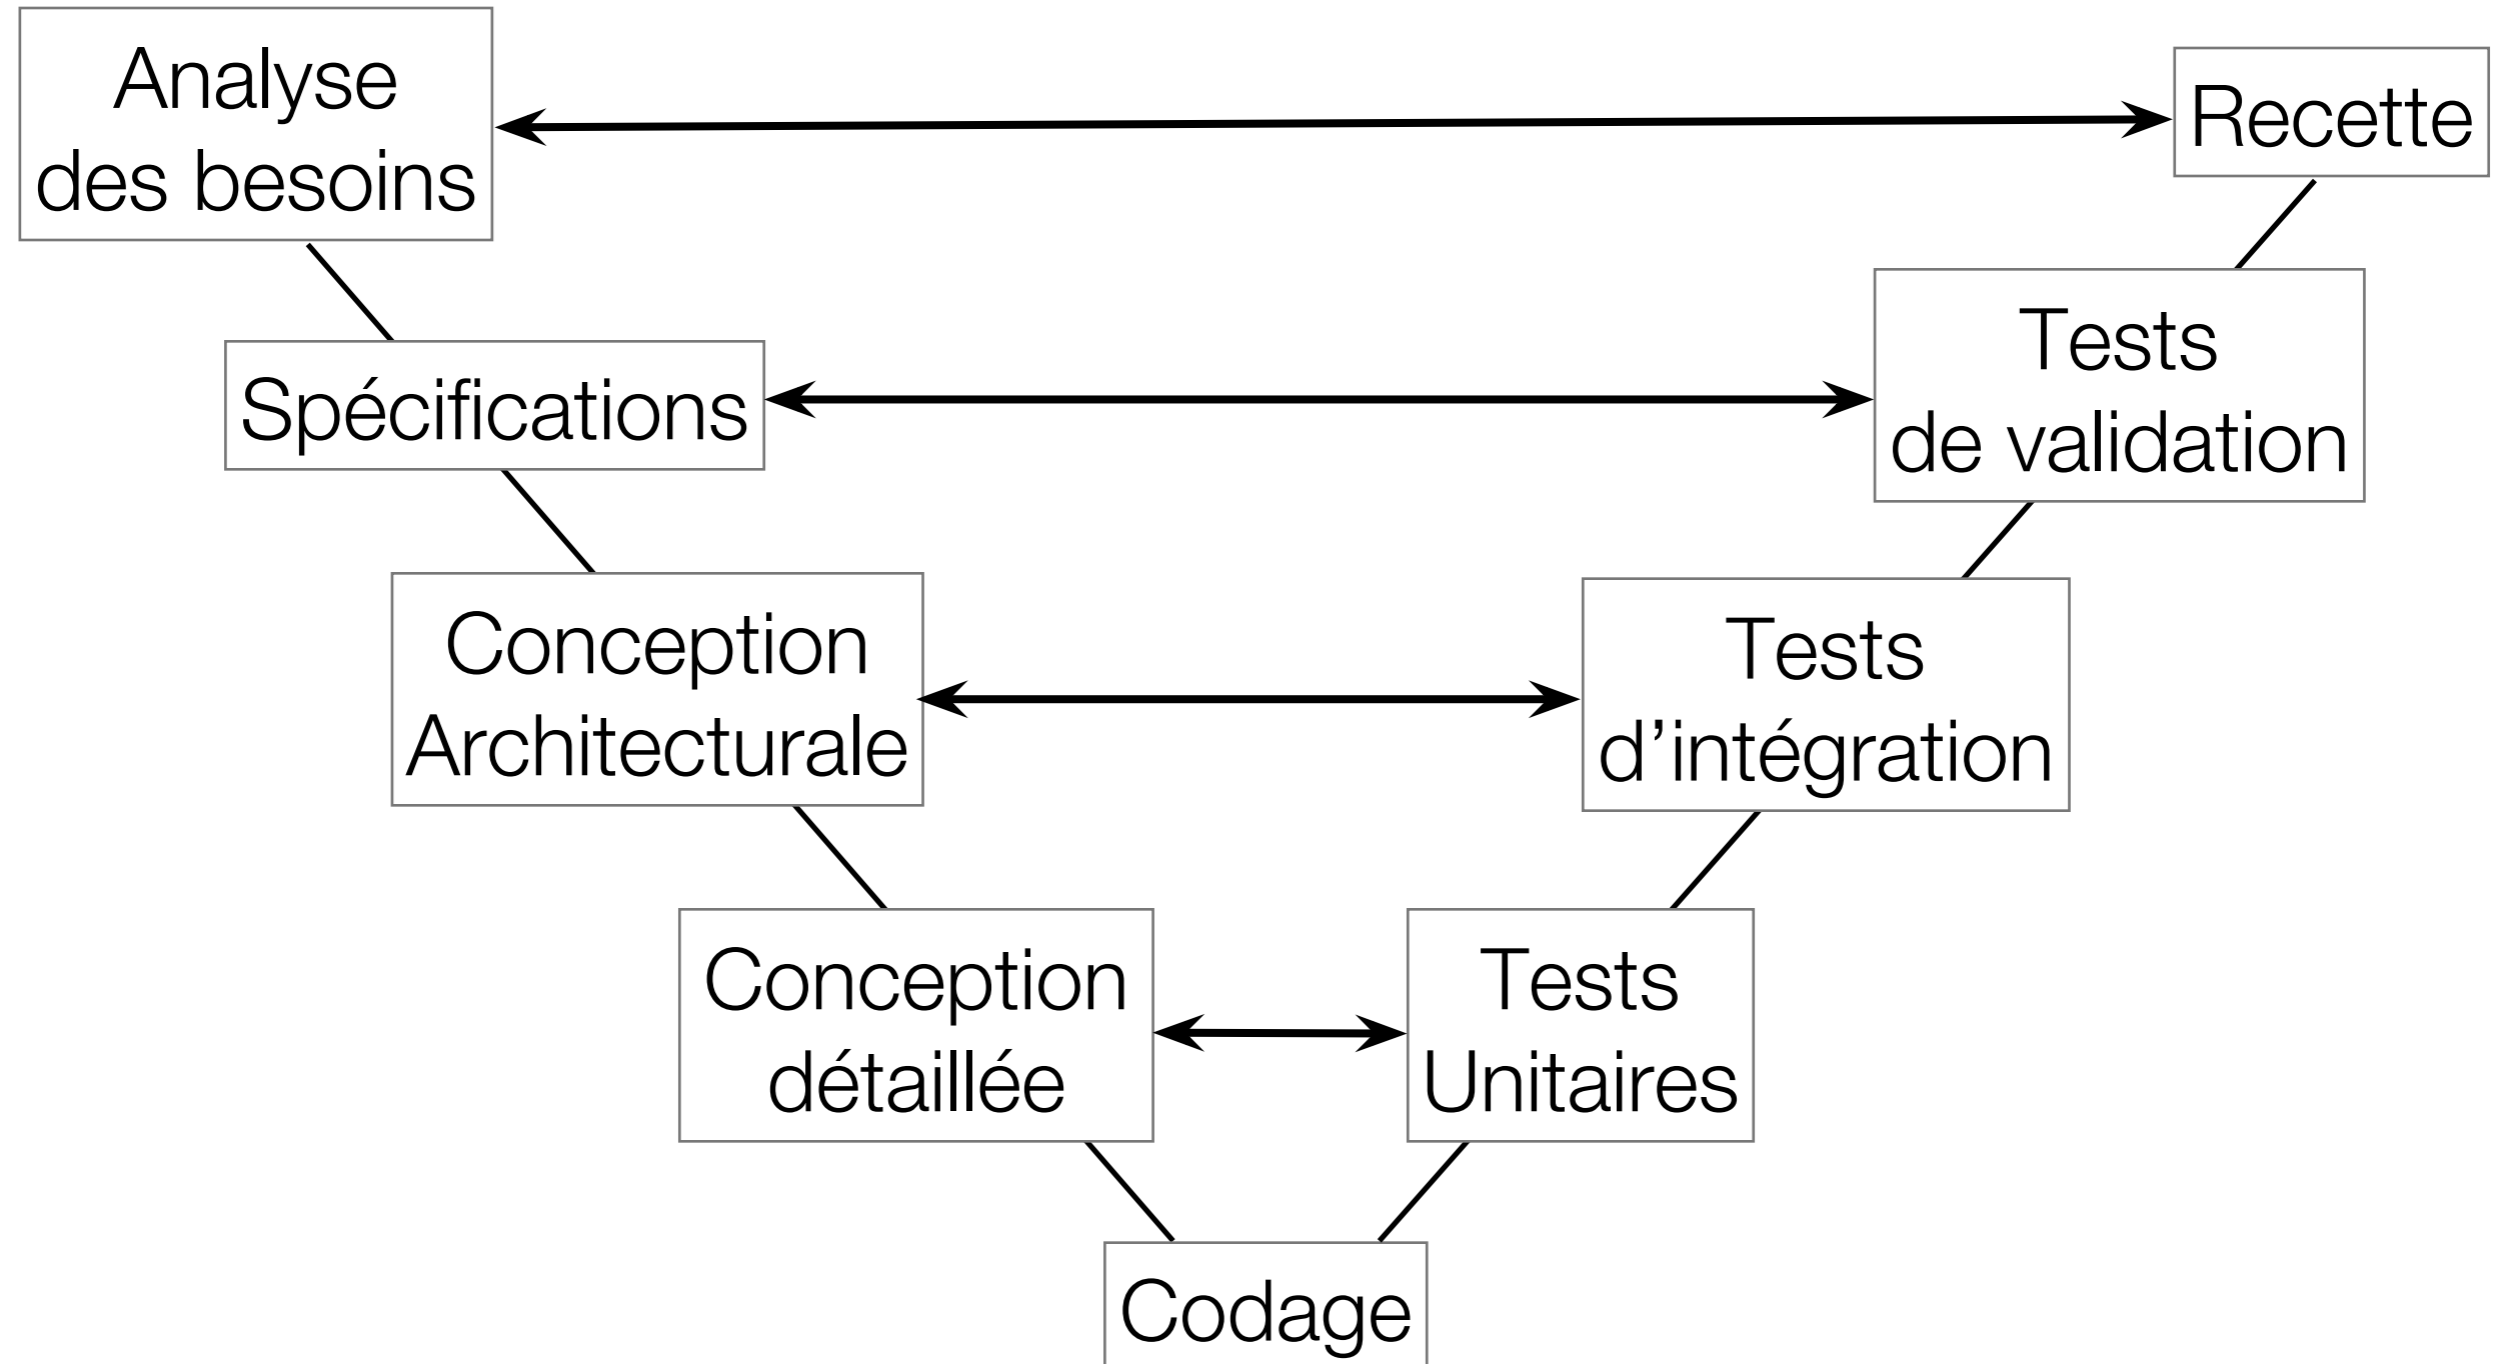 Analyse
des besoins
Recette
Spécifications
Tests
de validation
Conception
Architecturale
Tests
d’intégration
Conception
détaillée
Tests
Unitaires
Codage